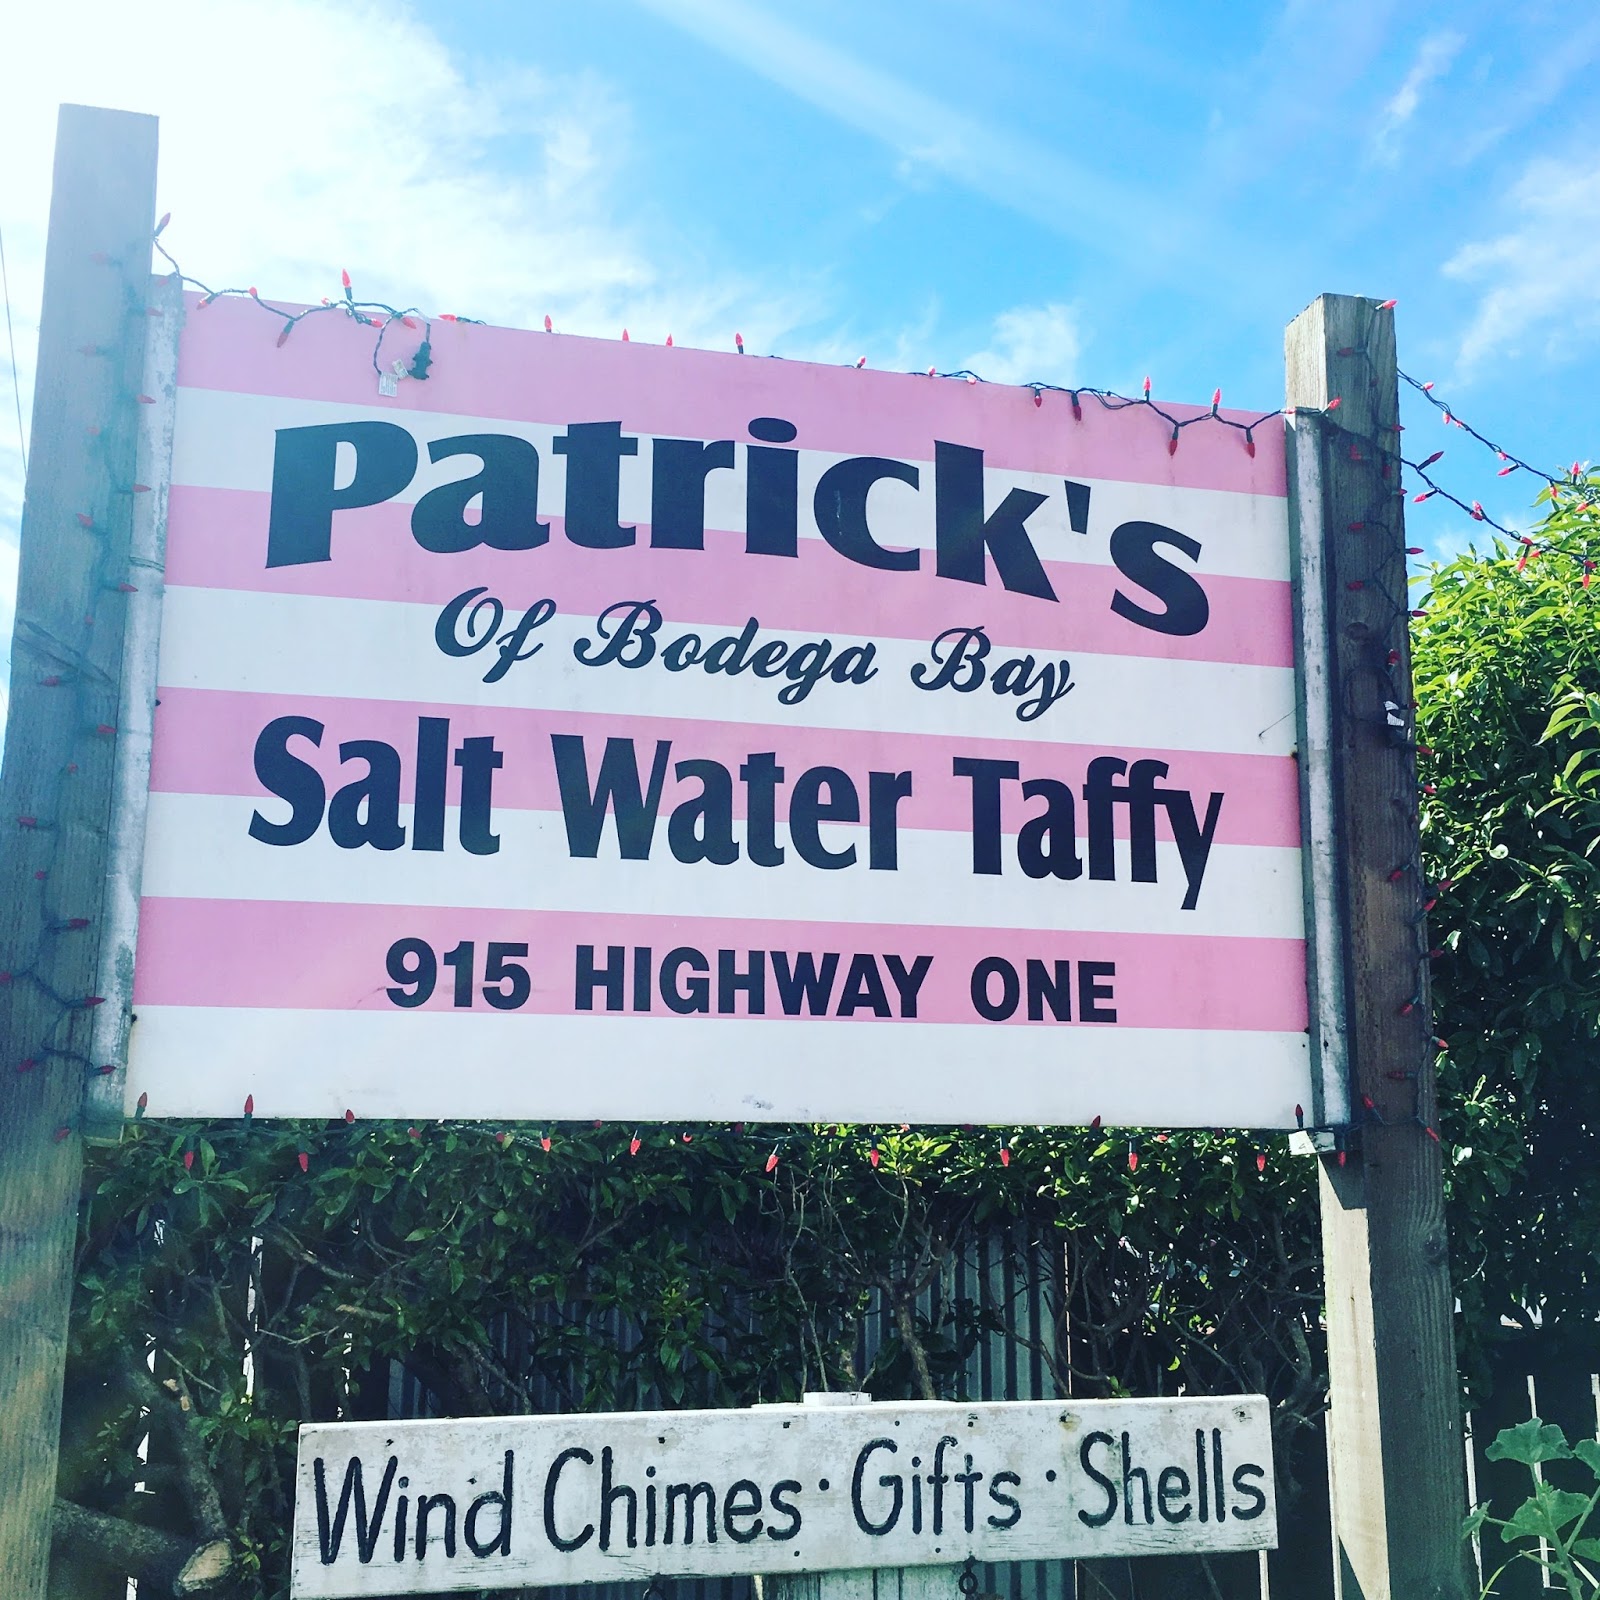 Patrick's
Of Bodega Bay
Salt Water Taffy
915 HIGHWAY ONE
Wind Chimes · Gifts · Shells